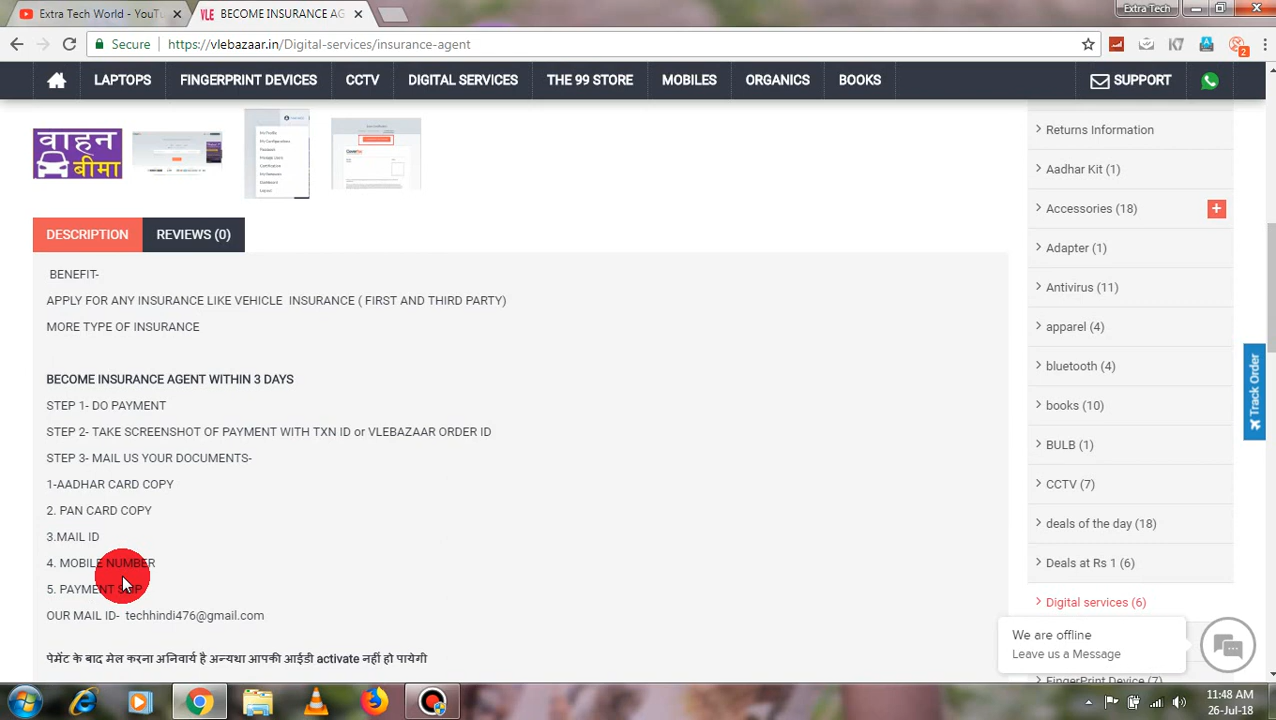 Extra Tech World - YouTu
VLE BECOME INSURANCE AG
Extra Tech
Secure
https://vlebazaar.in/Digital-services/insurance-agent
2
LAPTOPS FINGERPRINT DEVICES CCTV DIGITAL SERVICES THE 99 STORE MOBILES ORGANICS BOOKS SUPPORT
वाहन
बीमा
DESCRIPTION REVIEWS (0)
BENEFIT-
APPLY FOR ANY INSURANCE LIKE VEHICLE INSURANCE ( FIRST AND THIRD PARTY)
MORE TYPE OF INSURANCE
BECOME INSURANCE AGENT WITHIN 3 DAYS
STEP 1- DO PAYMENT
STEP 2- TAKE SCREENSHOT OF PAYMENT WITH TXN ID or VLEBAZAAR ORDER ID
STEP 3- MAIL US YOUR DOCUMENTS-
1-AADHAR CARD COPY
2. PAN CARD COPY
3.MAIL ID
4. MOBILE NUMBER
5. PAYMENT SLIP
OUR MAIL ID- techhindi476@gmail.com
पेमेंट के बाद मेल करना अनिवार्य है अन्यथा आपकी आईडी activate नहीं हो पायेगी
Returns Information
Aadhar Kit (1)
Accessories (18)
Adapter (1)
Antivirus (11)
apparel (4)
bluetooth (4)
books (10)
BULB (1)
CCTV (7)
deals of the day (18)
Deals at Rs 1 (6)
Digital services (6)
FingerPrint Device (7)
Track Order
We are offline
Leave us a Message
11:48 AM
26-Jul-18